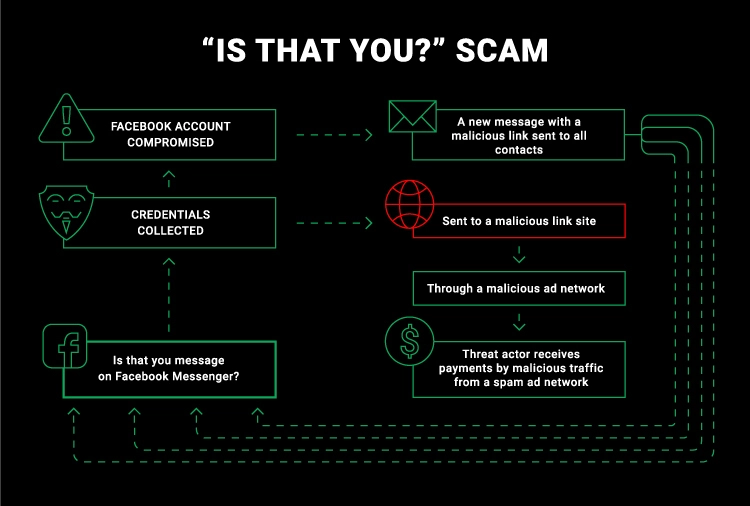 “IS THAT YOU?” SCAM
FACEBOOK ACCOUNT
COMPROMISED
A new message with a
malicious link sent to all
contacts
CREDENTIALS
COLLECTED
Sent to a malicious link site
Through a malicious ad network
Is that you message
on Facebook Messenger?
Threat actor receives
payments by malicious traffic
from a spam ad network